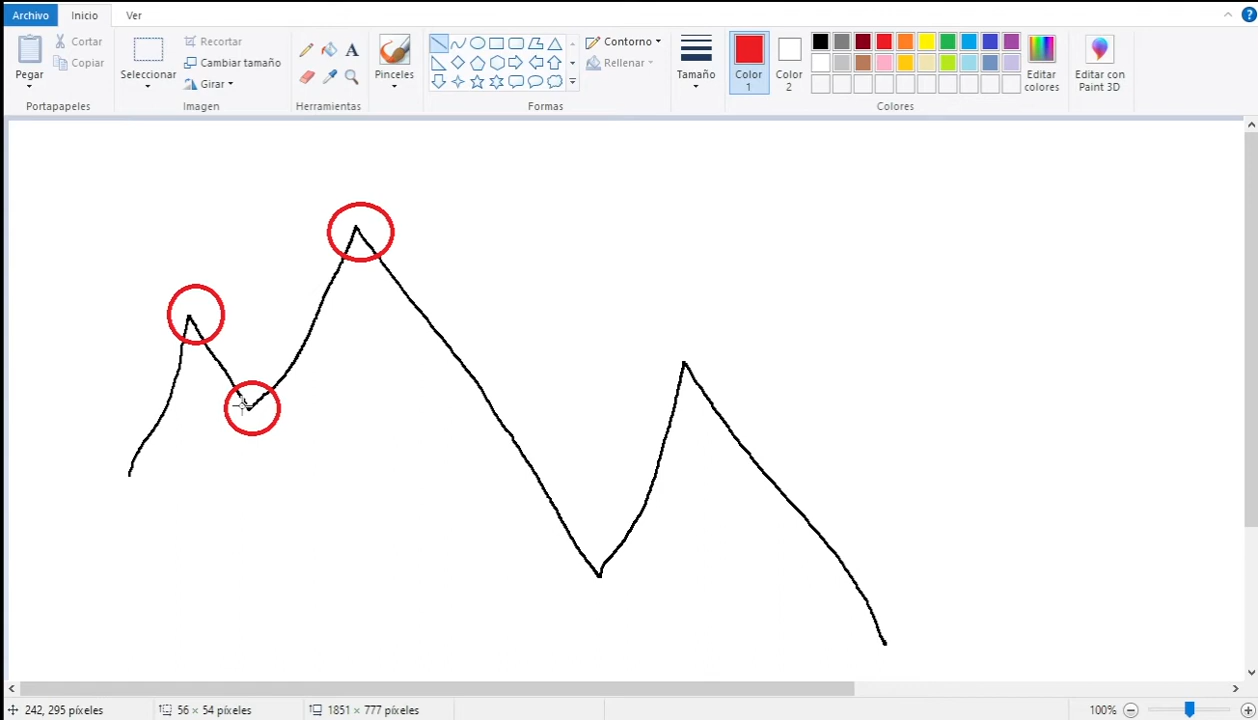 Archivo Inicio Ver
Pegar
Cortar
Copiar
Portapapeles
Seleccionar
Recortar
Cambiar tamaño
Girar
Imagen
A
Herramientas
Pinceles
Contorno
Rellenar
Formas
Tamaño
Color
1
Color
2
Editar
colores
Colores
Editar con
Paint 3D
242, 295 píxeles 56 × 54 píxeles 1851 × 777 píxeles 100%